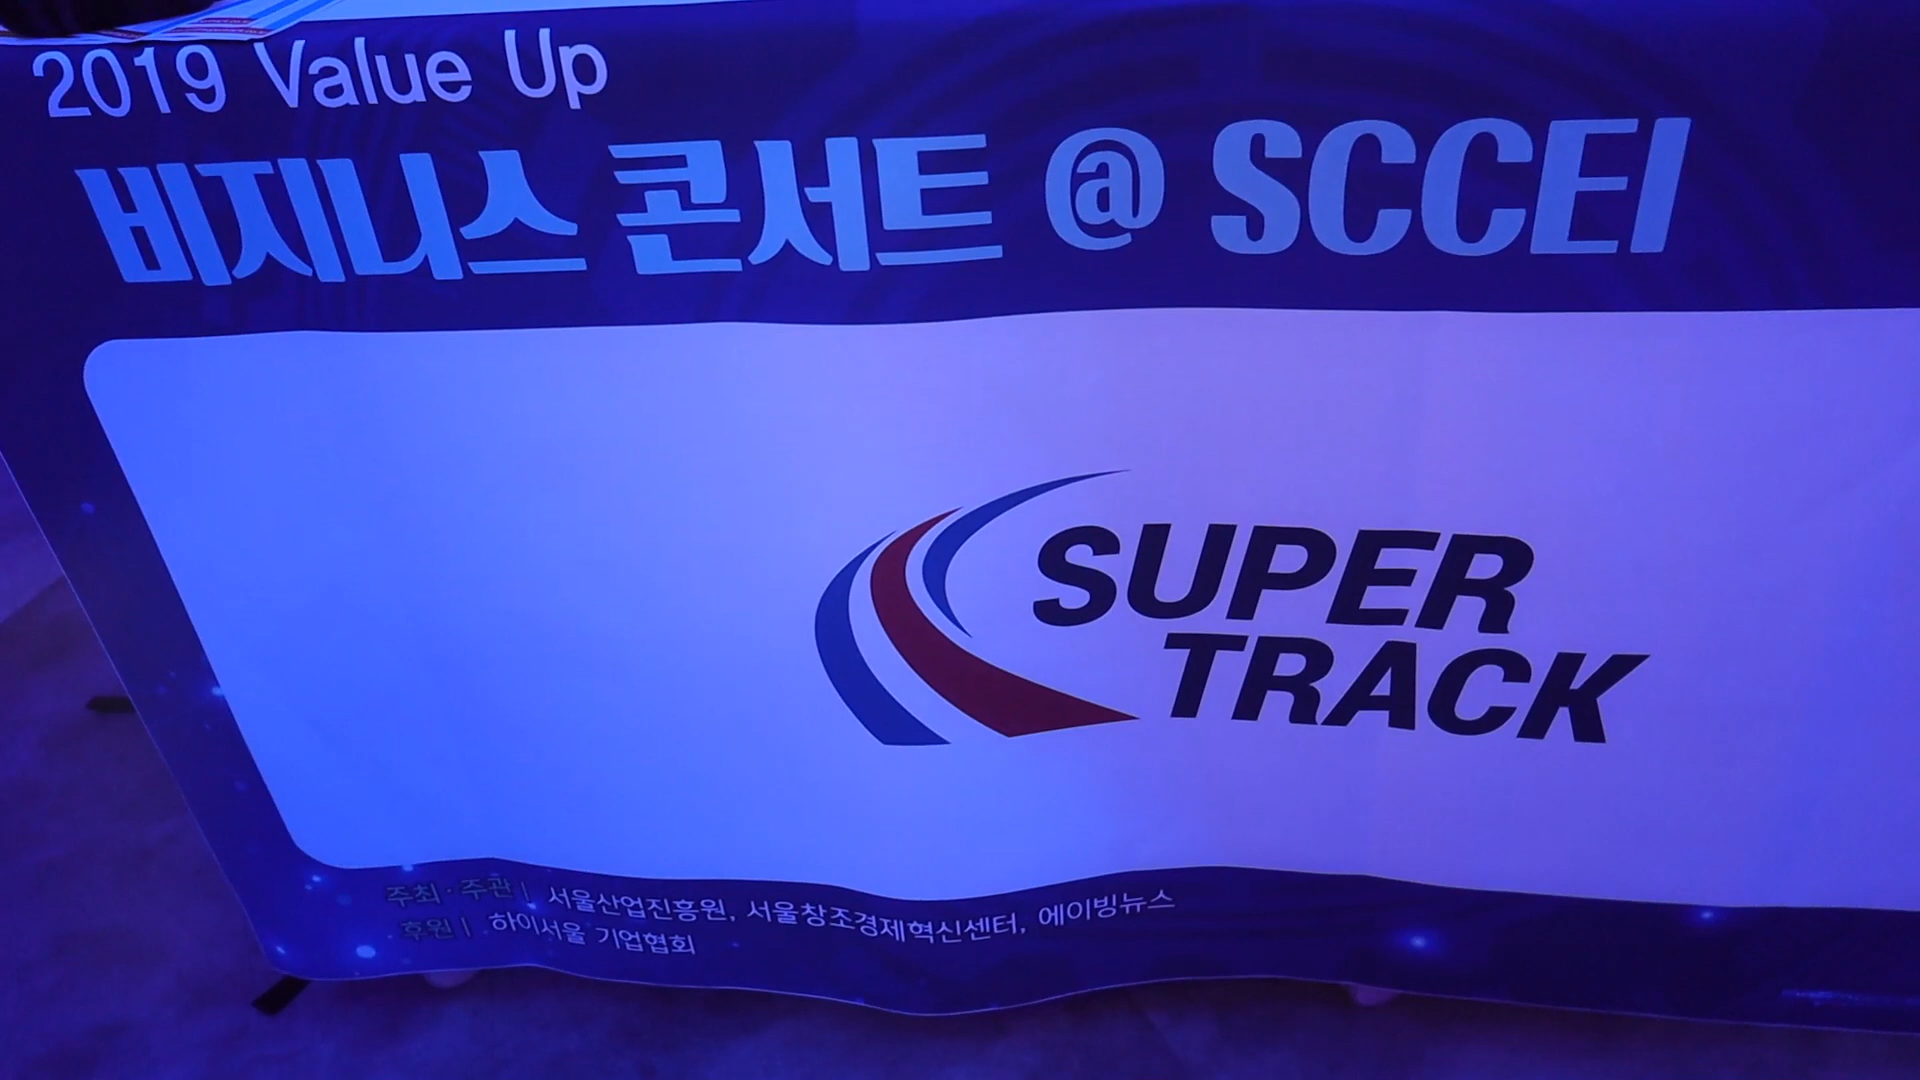 2019 Value Up
비지니스 콘서트 @ SCCEI
SUPER
TRACK
주최·주관 | 서울산업진흥원, 서울창조경제혁신센터, 에이빙뉴스
후원 | 하이서울 기업협회